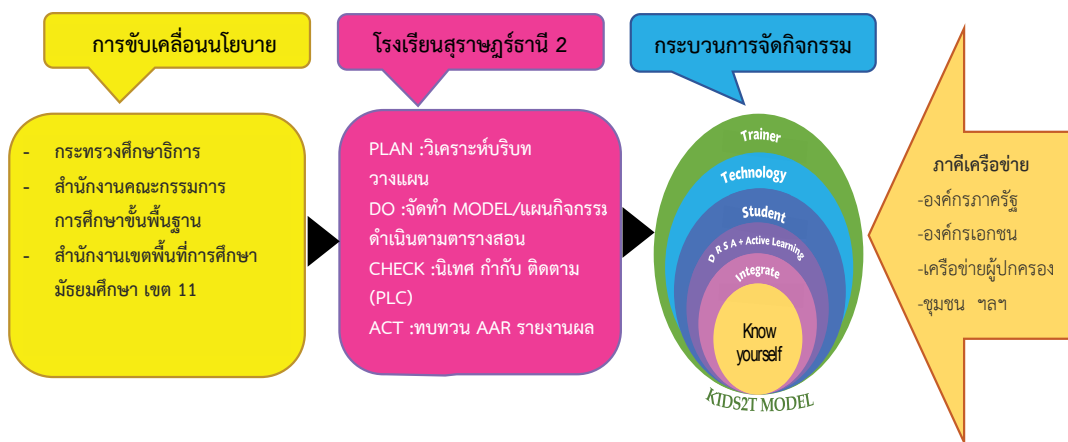 การขับเคลื่อนนโยบาย
- กระทรวงศึกษาธิการ
- สำนักงานคณะกรรมการ
การศึกษาขั้นพื้นฐาน
- สำนักงานเขตพื้นที่การศึกษา
มัธยมศึกษา เขต 11
โรงเรียนสุราษฎร์ธานี 2
PLAN :วิเคราะห์บริบท
วางแผน
DO :จัดทำ MODEL/แผนกิจกรรม
ดำเนินตามตารางสอน
CHECK :นิเทศ กำกับ ติดตาม
(PLC)
ACT :ทบทวน AAR รายงานผล
กระบวนการจัดกิจกรรม
Trainer
Technology
Student
D R S A + Active Learning
Integrate
Know
yourself
KIDS2T MODEL
ภาคีเครือข่าย
-องค์กรภาครัฐ
-องค์กรเอกชน
-เครือข่ายผู้ปกครอง
-ชุมชน ฯลฯ